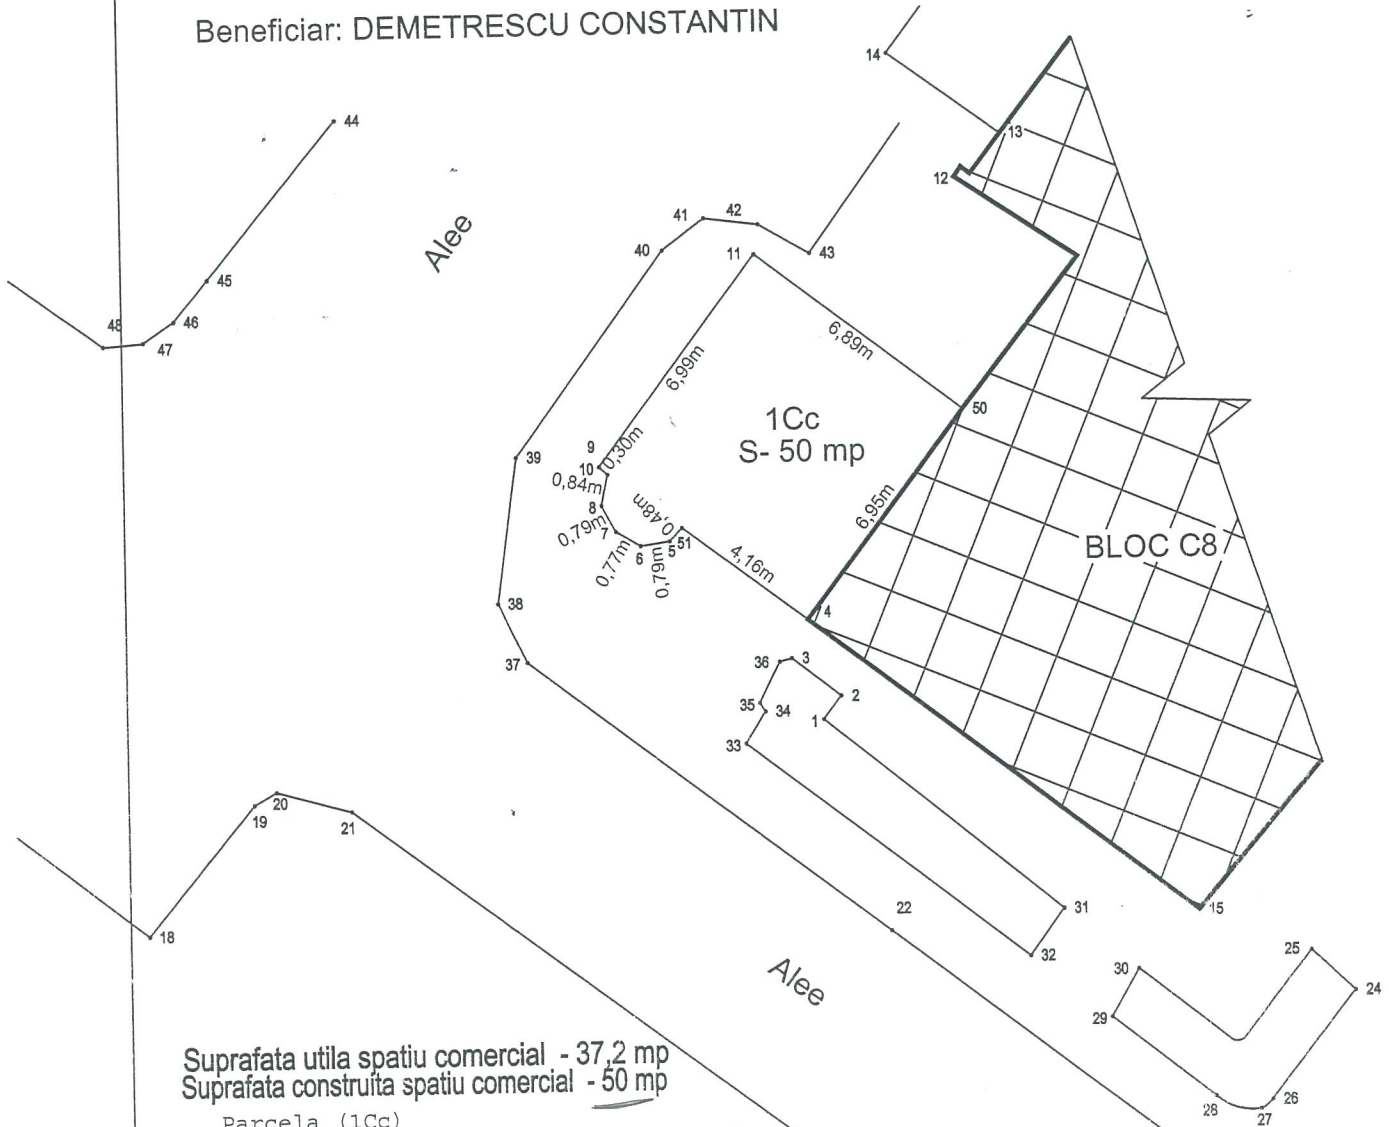 Beneficiar: DEMETRESCU CONSTANTIN
14
44
13
12
Alee
41
42
40
11
43
45
46
48
47
6,89m
6,99m
50
1Cc
S- 50 mp
39
9
10
0,30m
0,84m
8
0,48m
6,95m
0,79m
7
6
5
51
0,77m
0,79m
4,16m
BLOC C8
38
4
37
36
3
2
35
34
1
33
20
19
21
31
15
22
18
32
25
30
24
Alee
29
26
28
27
Suprafata utila spatiu comercial - 37,2 mp
Suprafata construita spatiu comercial - 50 mp
Parcela (1Cc)